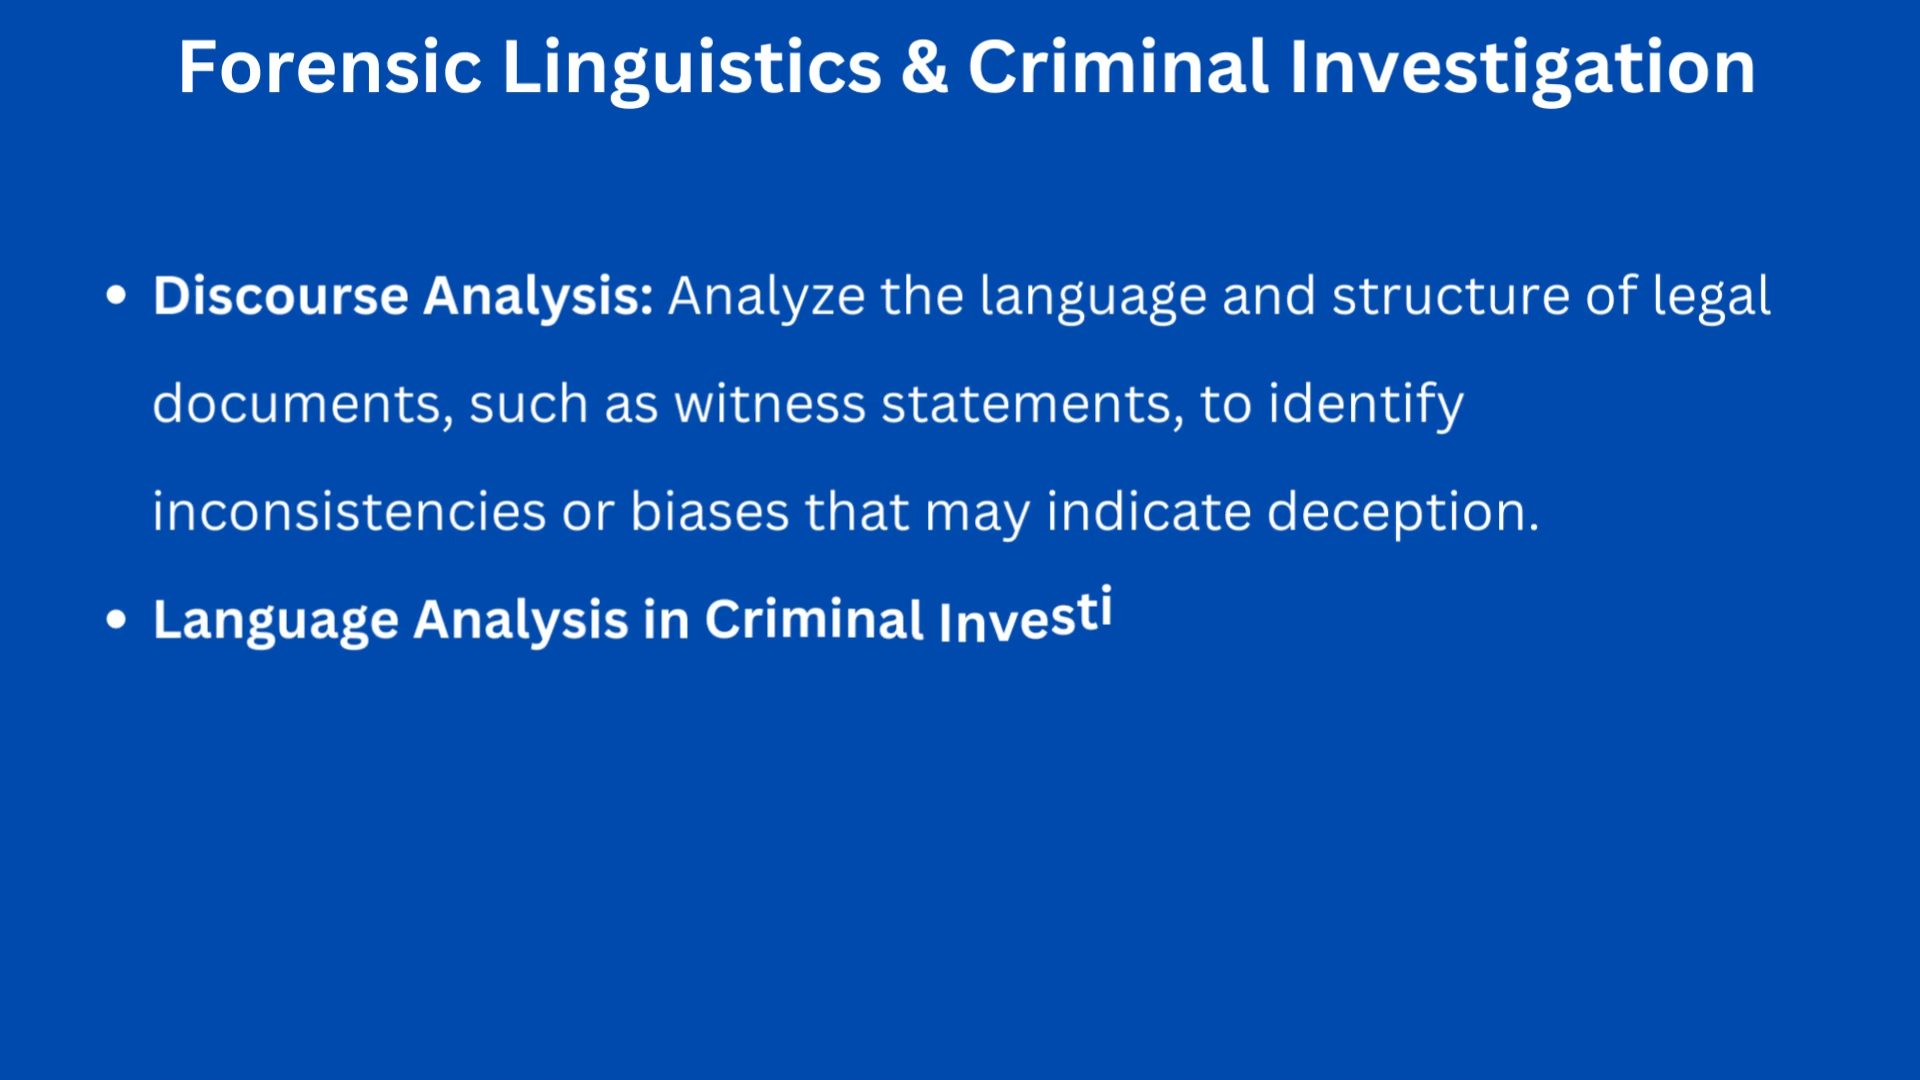 Forensic Linguistics & Criminal Investigation
• Discourse Analysis: Analyze the language and structure of legal
documents, such as witness statements, to identify
inconsistencies or biases that may indicate deception.
• Language Analysis in Criminal Investi